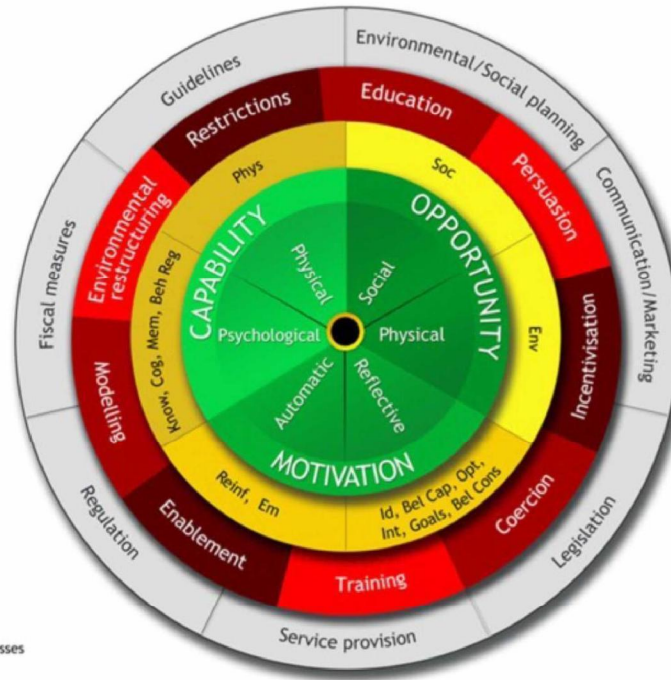 Environmental/Social planning
Communication/Marketing
Legislation
Service provision
Regulation
Fiscal measures
Guidelines
Education
Persuasion
Incentivisation
Coercion
Training
Enablement
Modelling
Environmental
restructuring
Restrictions
Soc
Env
Id, Bel Cap, Opt,
Int, Goals, Bel Cons
Reinf, Em
Know, Cog, Mem, Beh Reg
Phys
CAPABILITY
OPPORTUNITY
MOTIVATION
Physical
Social
Psychological
Physical
Automatic
Reflective